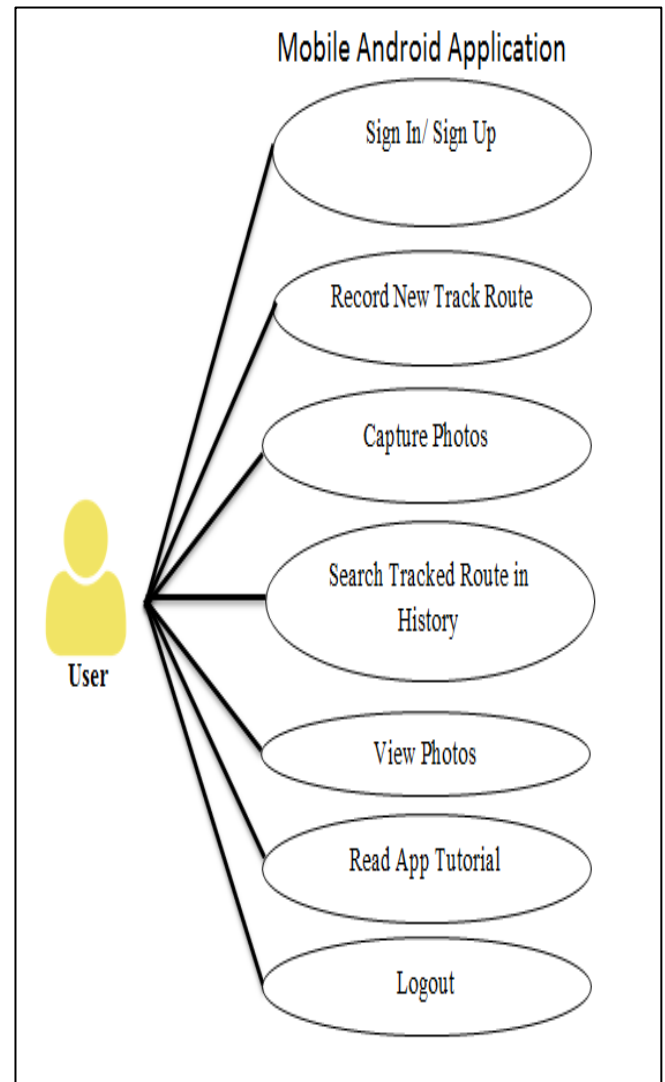 Mobile Android Application
Sign In/ Sign Up
Record New Track Route
Capture Photos
Search Tracked Route in
History
User
View Photos
Read App Tutorial
Logout